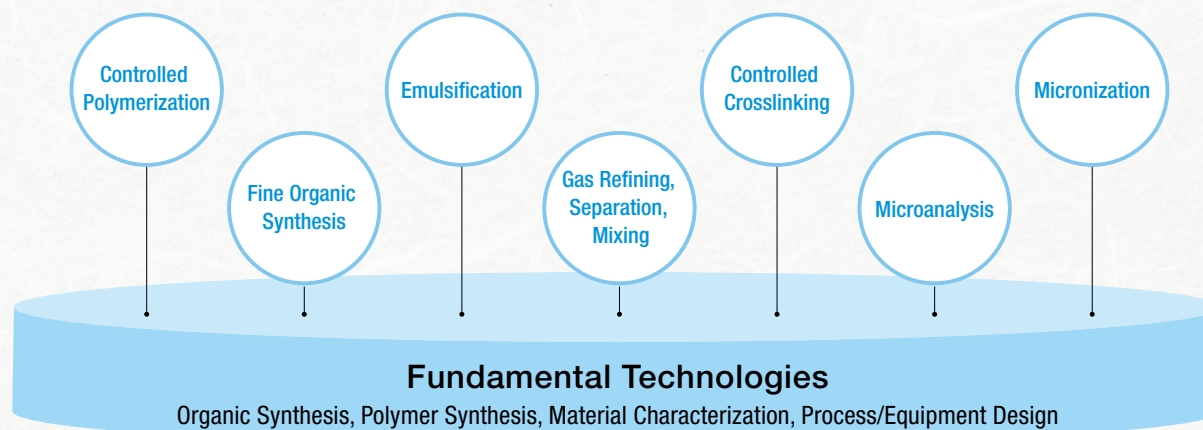 Controlled
Polymerization
Emulsification
Controlled
Crosslinking
Micronization
Fine Organic
Synthesis
Gas Refining,
Separation,
Mixing
Microanalysis
Fundamental Technologies
Organic Synthesis, Polymer Synthesis, Material Characterization, Process/Equipment Design